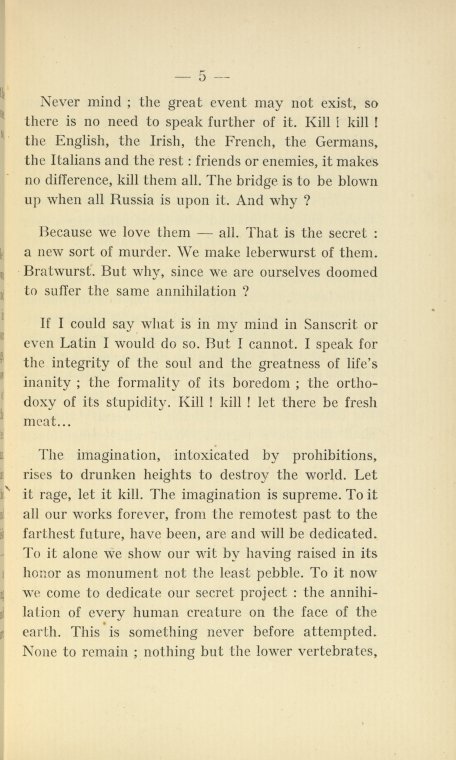 — 5 —
Never mind ; the great event may not exist, so
there is no need to speak further of it. Kill ! kill !
the English, the Irish, the French, the Germans,
the Italians and the rest : friends or enemies, it makes
no difference, kill them all. The bridge is to be blown
up when all Russia is upon it. And why ?
Because we love them — all. That is the secret :
a new sort of murder. We make leberwurst of them.
Bratwurst. But why, since we are ourselves doomed
to suffer the same annihilation ?
If I could say what is in my mind in Sanscrit or
even Latin I would do so. But I cannot. I speak for
the integrity of the soul and the greatness of life's
inanity ; the formality of its boredom ; the ortho-
doxy of its stupidity. Kill ! kill ! let there be fresh
meat...
The imagination, intoxicated by prohibitions,
rises to drunken heights to destroy the world. Let
it rage, let it kill. The imagination is supreme. To it
all our works forever, from the remotest past to the
farthest future, have been, are and will be dedicated.
To it alone we show our wit by having raised in its
honor as monument not the least pebble. To it now
we come to dedicate our secret project : the annihi-
lation of every human creature on the face of the
earth. This is something never before attempted.
None to remain ; nothing but the lower vertebrates,